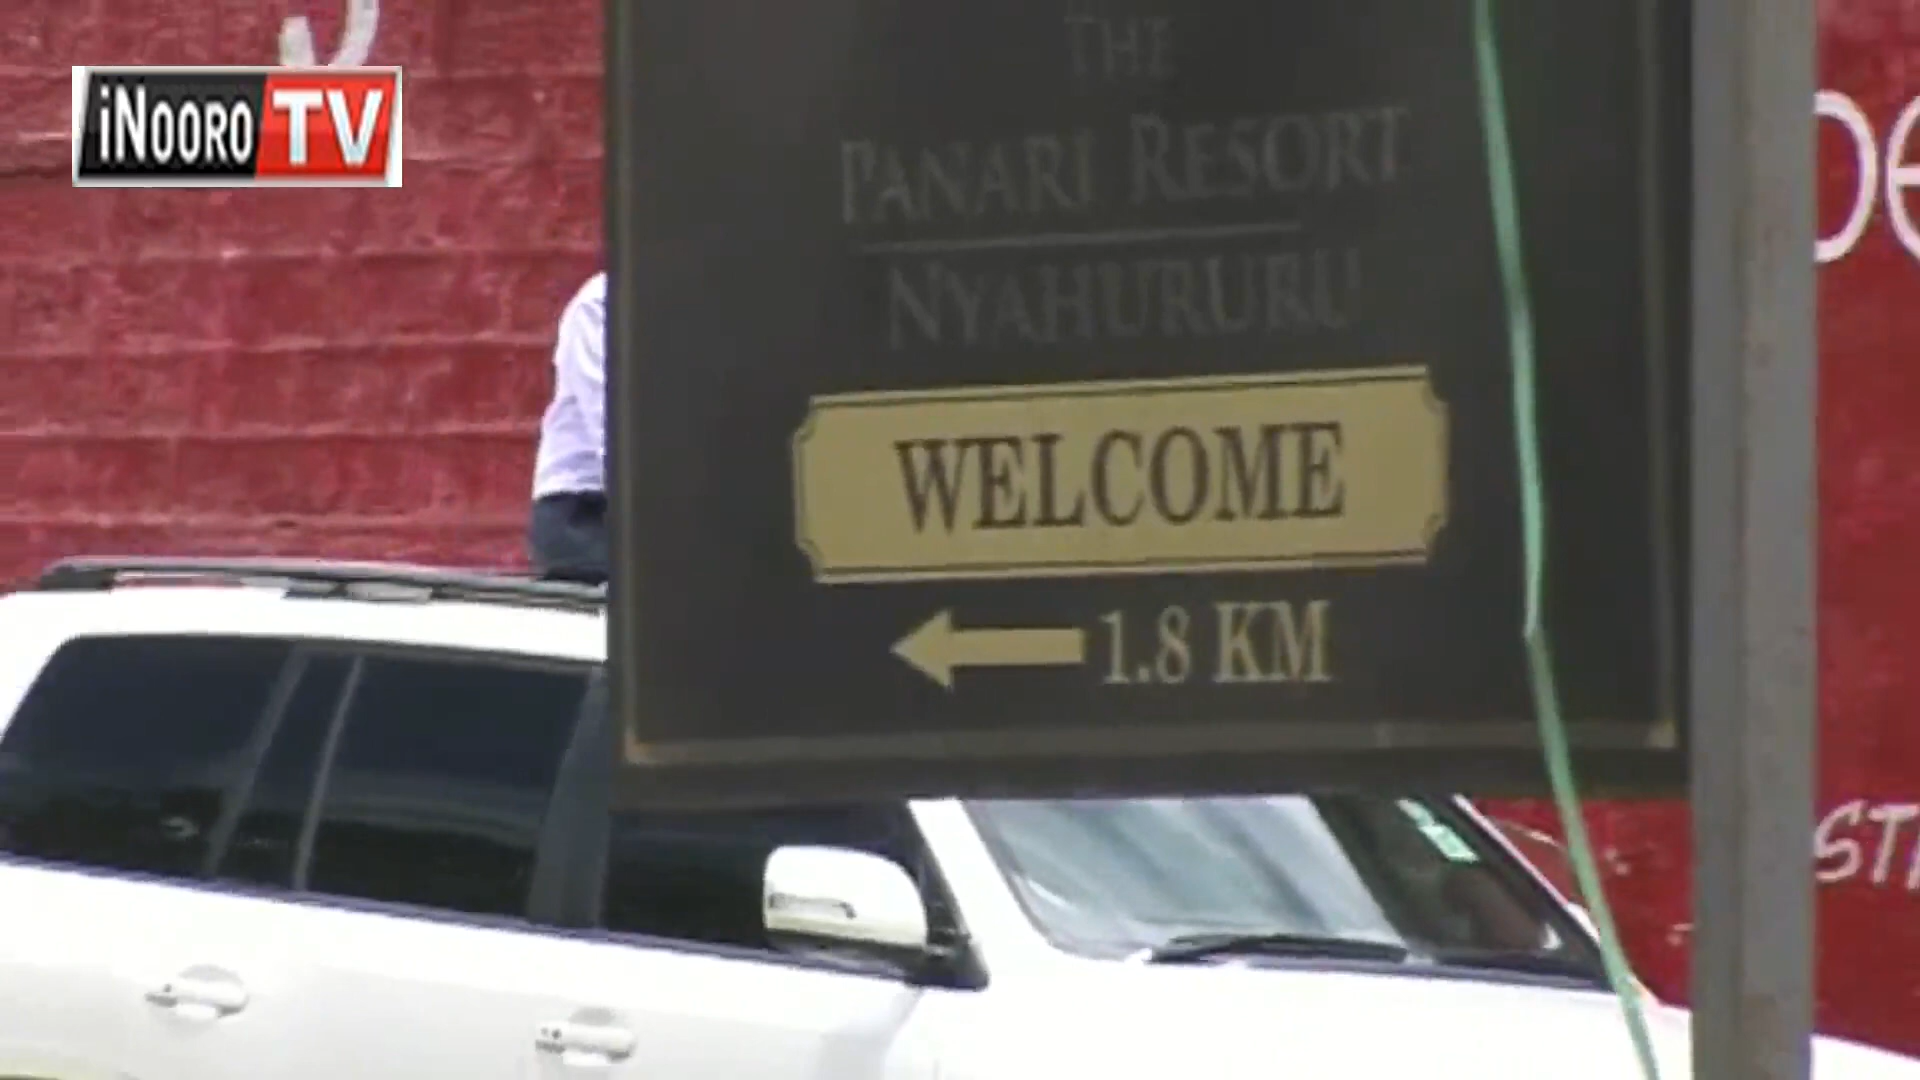 iNOORO TV
THE
PANARI RESORT
NYAHURURU
WELCOME
1.8 KM